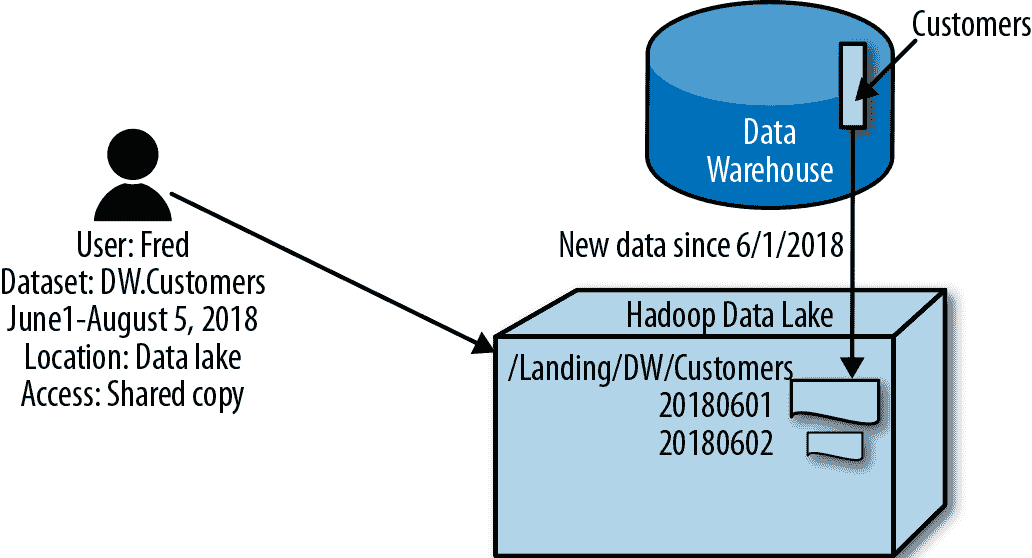 Customers
Data
Warehouse
User: Fred
Dataset: DW.Customers
June1-August 5, 2018
Location: Data lake
Access: Shared copy
New data since 6/1/2018
Hadoop Data Lake
/Landing/DW/Customers
20180601
20180602